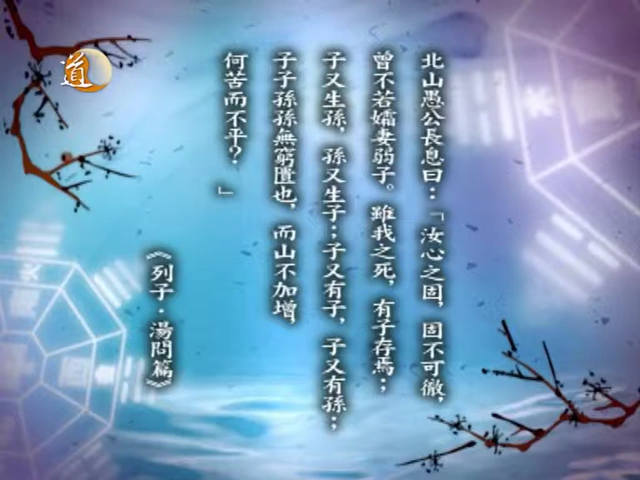 道
北山愚公長息曰:「汝心之固,固不可徹,
曾不若孀妻弱子。雖我之死,有子存焉;
子又生孫,孫又生子;子又有子,子又有孫;
子子孫孫無窮匱也,而山不加增,
何苦而不平?」
《列子·湯問篇》